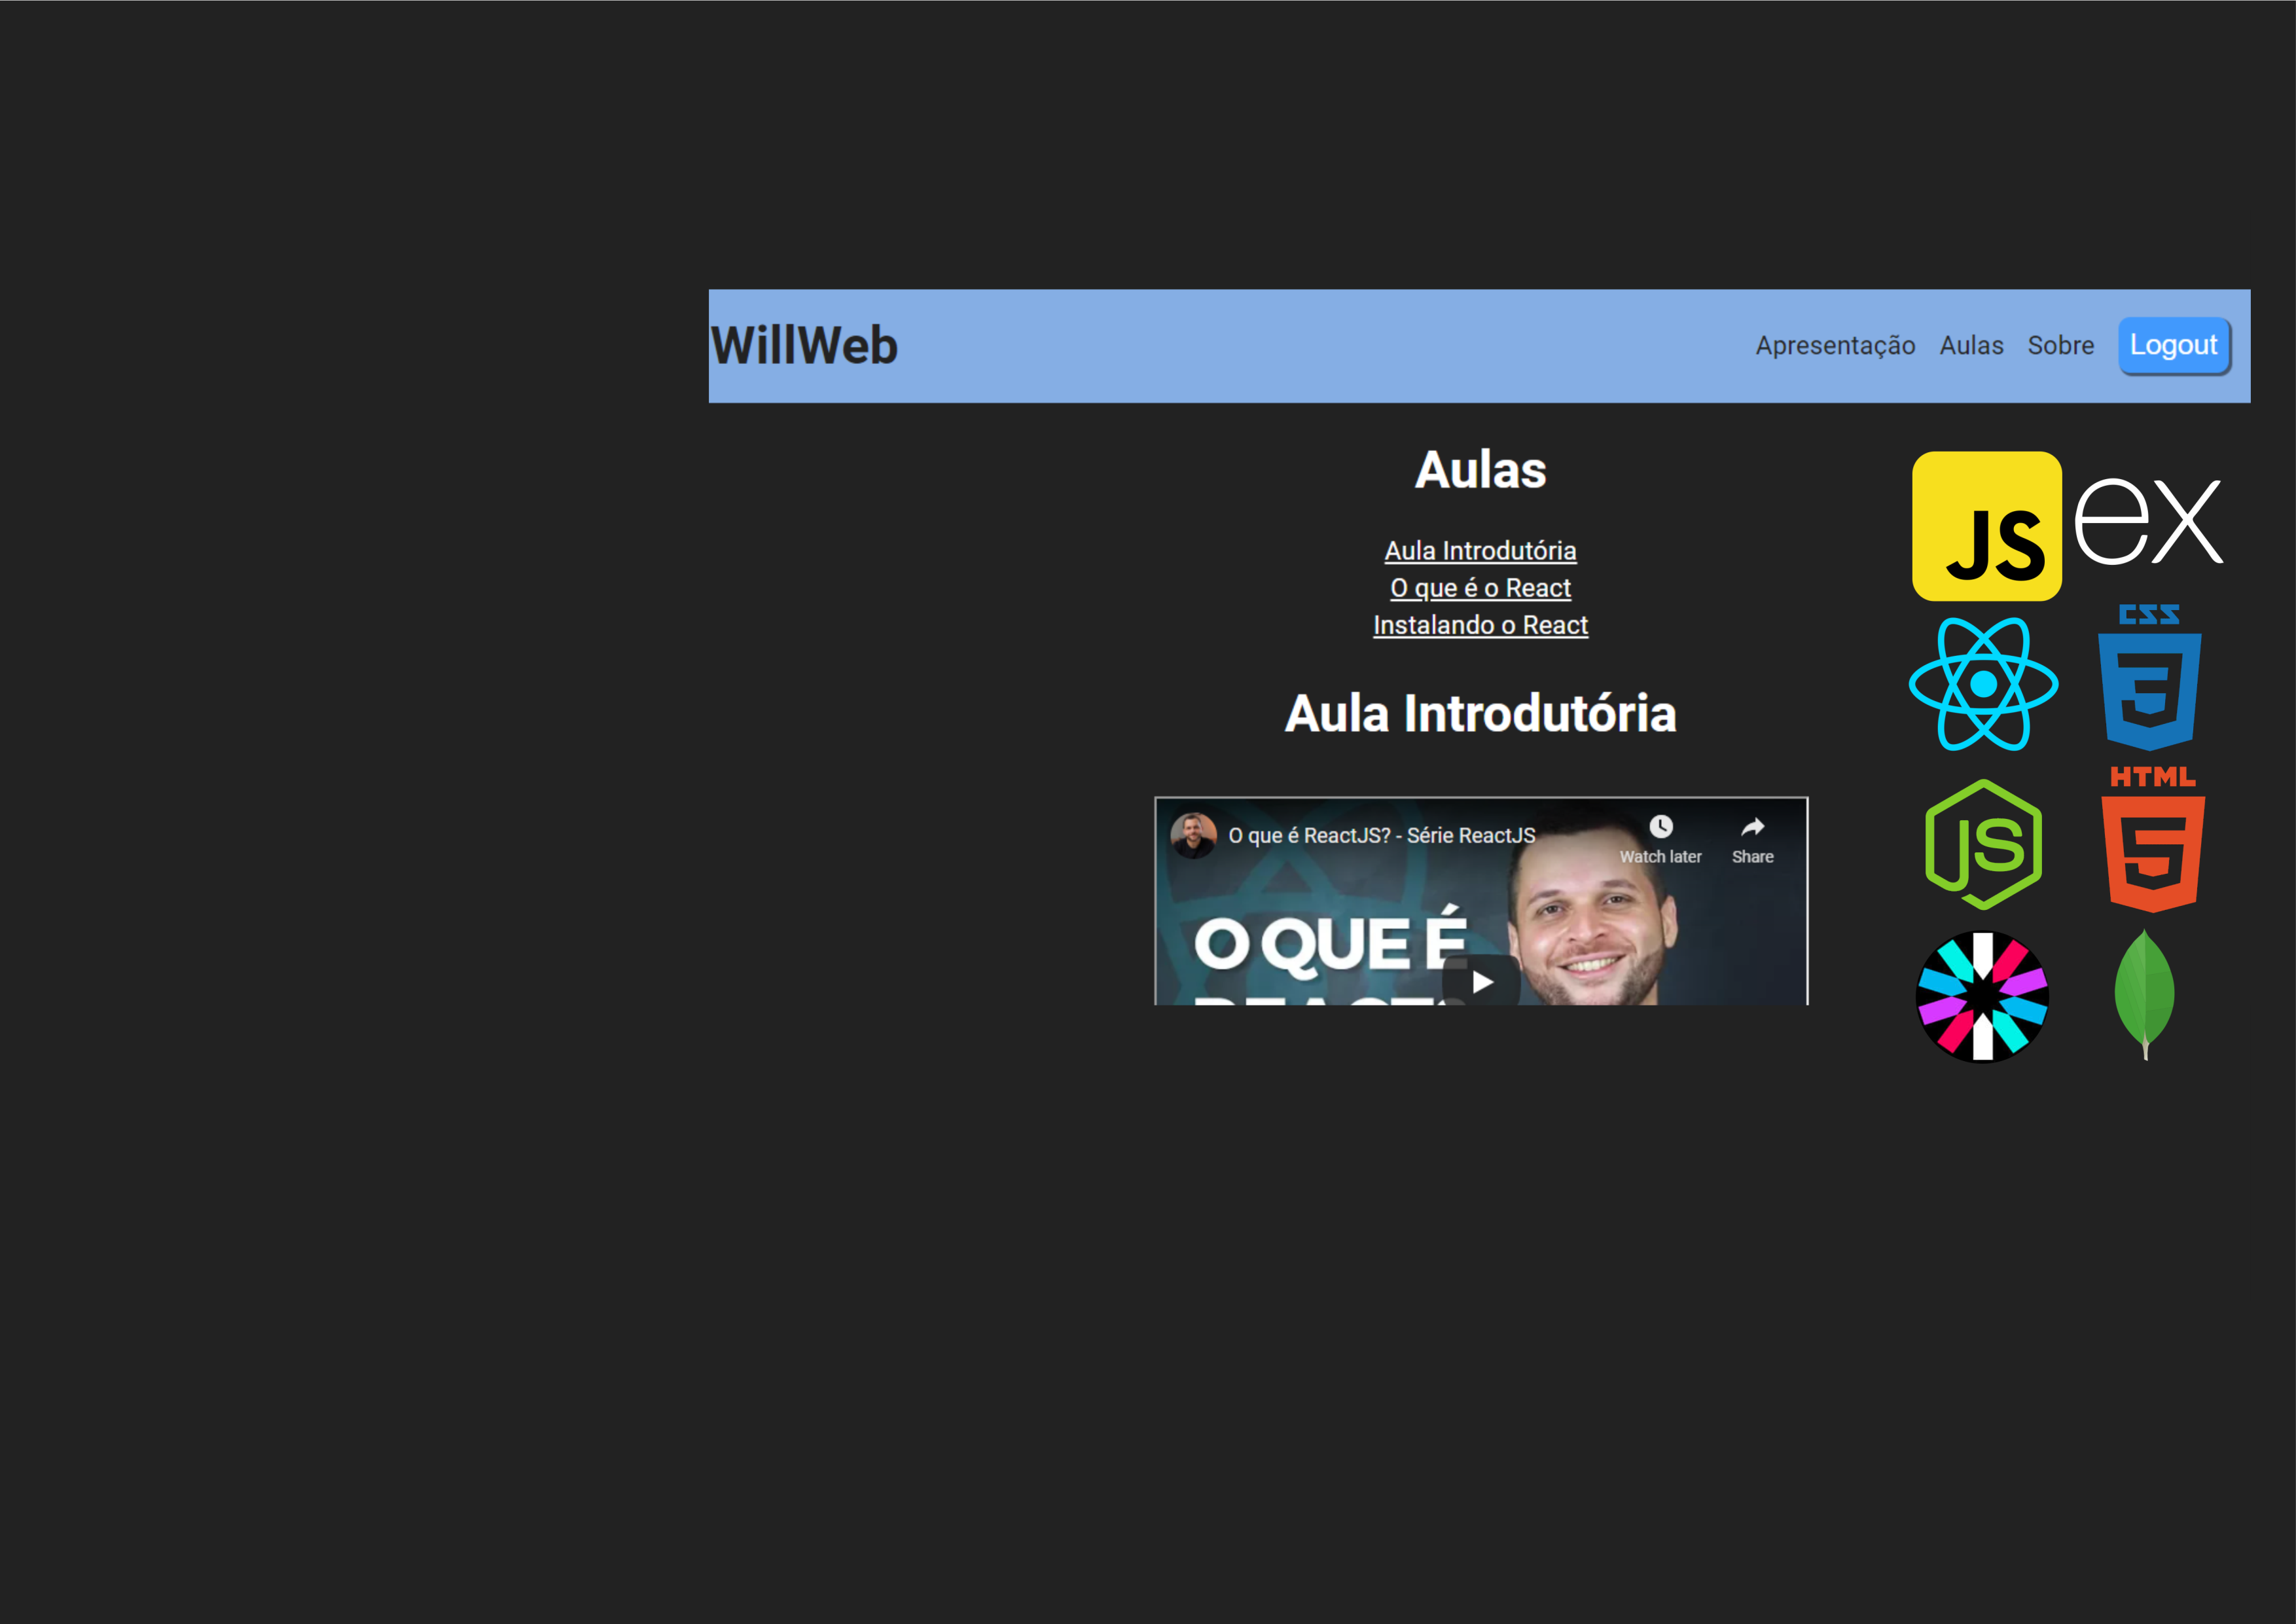 WillWeb
Apresentação Aulas Sobre Logout
Aulas
Aula Introdutória
O que é o React
Instalando o React
Aula Introdutória
O que é ReactJS? - Série ReactJS
Watch later Share
O QUE É
JS
ex
CSS
3
JS
HTML
5